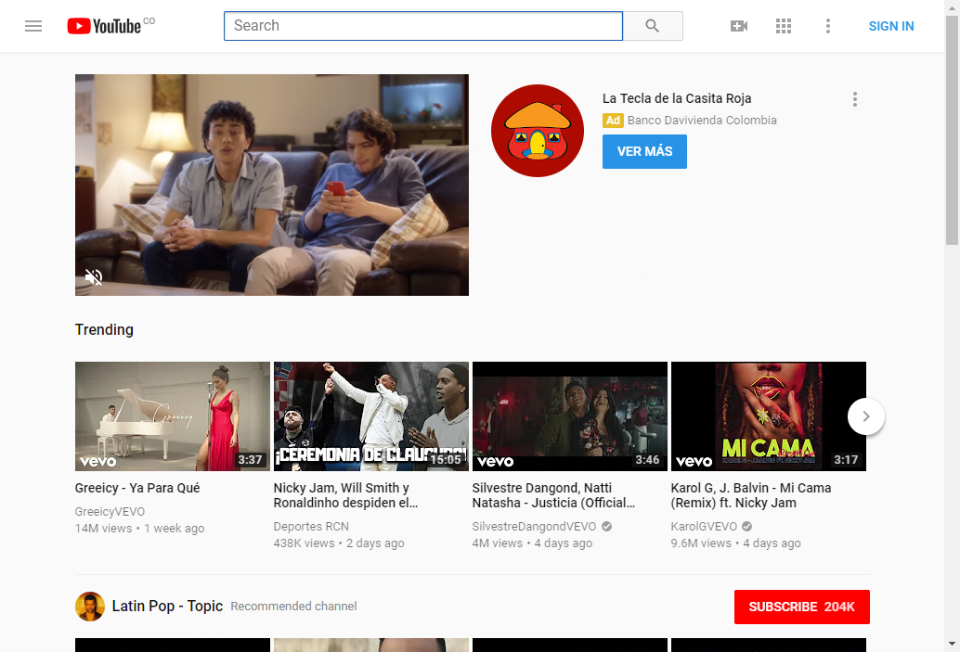 YouTube CO
Search
SIGN IN
La Tecla de la Casita Roja
Ad Banco Davivienda Colombia
VER MÁS
Trending
Greeicy
vevo
3:37
¡CEREMONIA DE CLAUSURA
15:05
vevo
3:46
MI CAMA
vevo
3:17
Greeicy - Ya Para Qué
GreeicyVEVO
14M views • 1 week ago
Nicky Jam, Will Smith y
Ronaldinho despiden el...
Deportes RCN
438K views • 2 days ago
Silvestre Dangond, Natti
Natasha - Justicia (Official...
SilvestreDangondVEVO
4M views • 4 days ago
Karol G, J. Balvin - Mi Cama
(Remix) ft. Nicky Jam
KarolGVEVO
9.6M views • 4 days ago
Latin Pop - Topic Recommended channel
SUBSCRIBE 204K